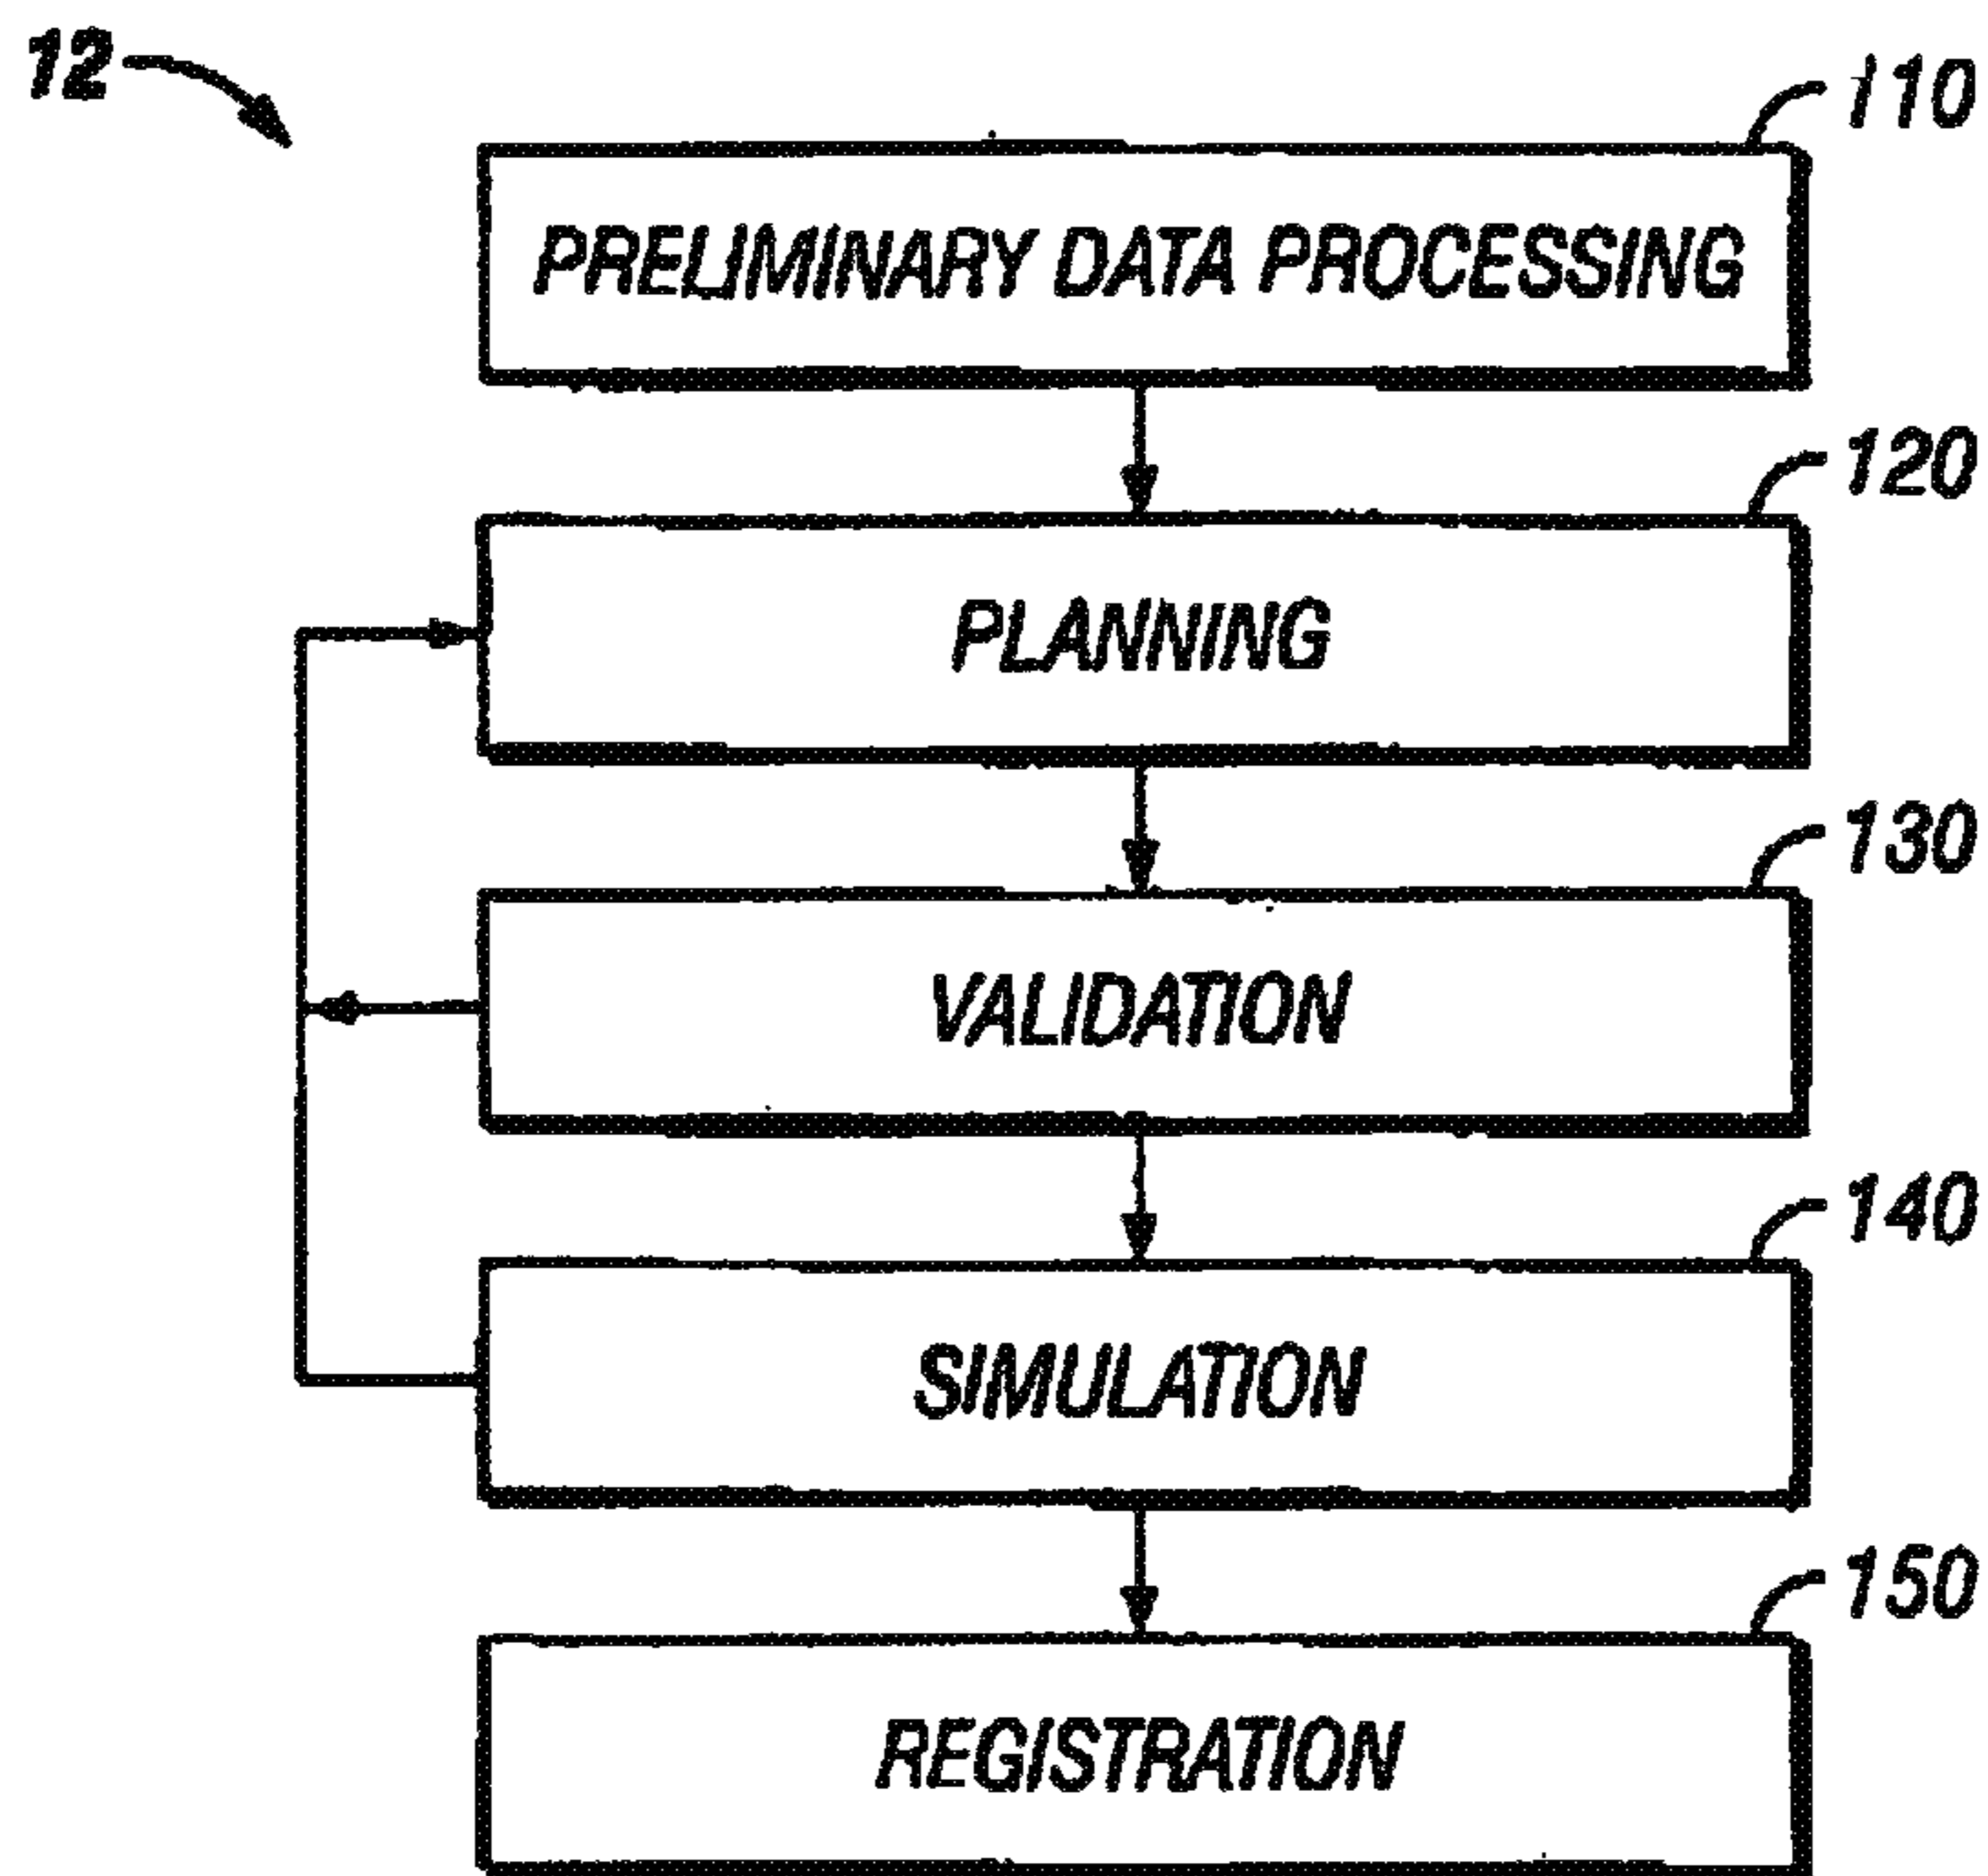 12
110
PRELIMINARY DATA PROCESSING
120
PLANNING
130
VALIDATION
140
SIMULATION
150
REGISTRATION